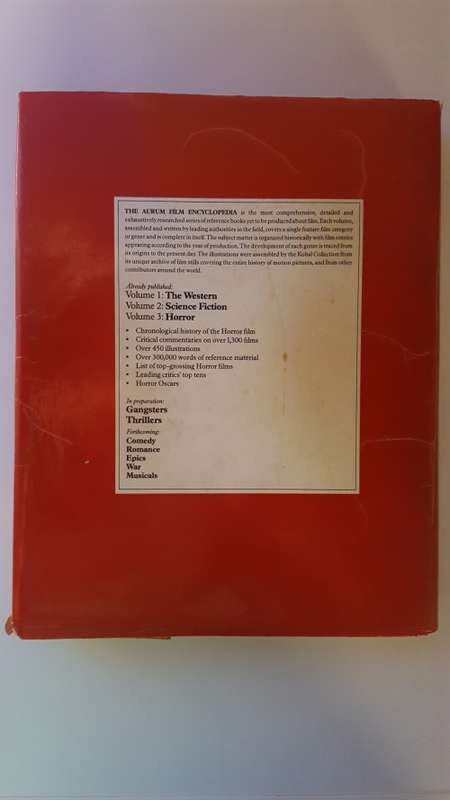 THE AURUM FILM ENCYCLOPEDIA is the most comprehensive, detailed and
exhaustively researched series of reference books yet to be produced about film. Each volume,
assembled and written by leading authorities in the field, covers a single feature film category
or genre and is complete in itself. The subject matter is organized historically with film entries
appearing according to the year of production. The development of each genre is traced from
its origins to the present day. The illustrations were assembled by the Kobal Collection from
its unique archive of film stills covering the entire history of motion pictures, and from other
contributors around the world.
Already published:
Volume 1: The Western
Volume 2: Science Fiction
Volume 3: Horror
• Chronological history of the Horror film
• Critical commentaries on over 1,300 films
• Over 450 illustrations
• Over 300,000 words of reference material
• List of top-grossing Horror films
• Leading critics' top tens
• Horror Oscars
In preparation:
Gangsters
Thrillers
Forthcoming:
Comedy
Romance
Epics
War
Musicals